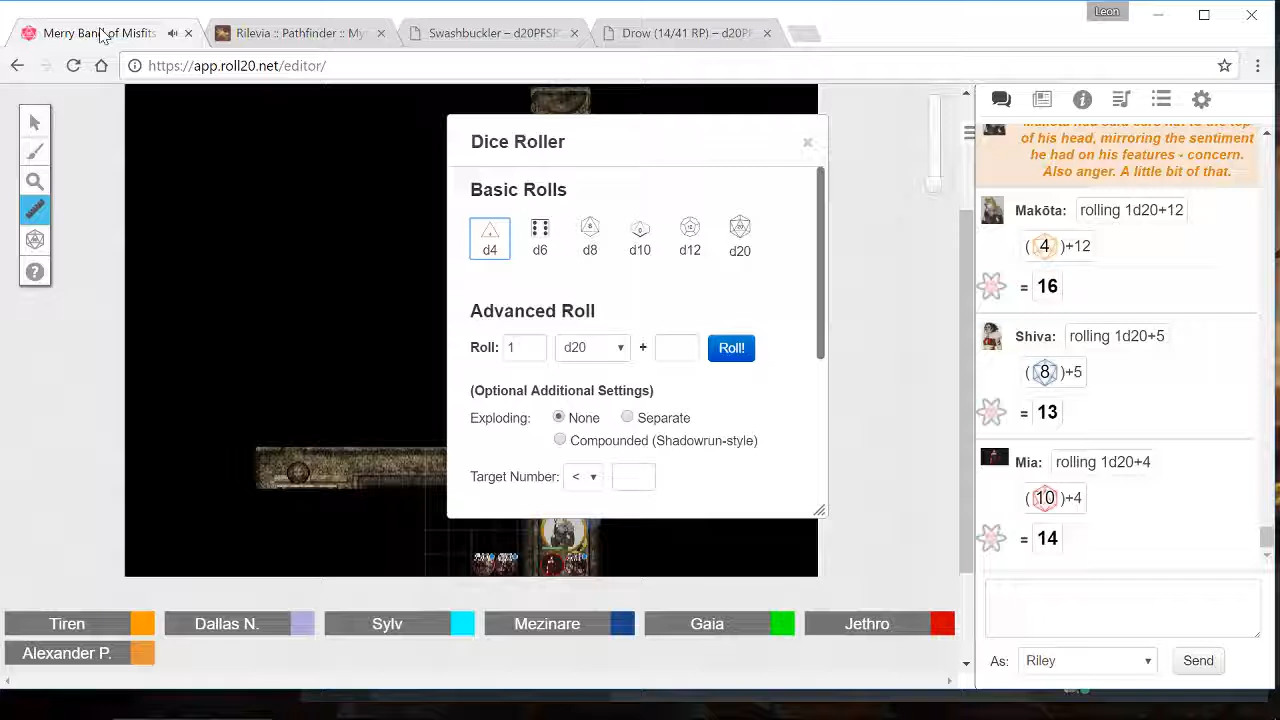 Leon
Merry Band of Misfits
Rilevia :: Pathfinder :: My
Swashbuckler – d20PFSR
Drow (14/41 RP) – d20PF
https://app.roll20.net/editor/
of his head, mirroring the sentiment
he had on his features - concern.
Also anger. A little bit of that.
Dice Roller
Basic Rolls
d4 d6 d8 d10 d12 d20
Advanced Roll
Roll: 1 d20 + Roll!
(Optional Additional Settings)
Exploding: None Separate
Compounded (Shadowrun-style)
Target Number: <
Makōta: rolling 1d20+12
(4)+12
= 16
Shiva: rolling 1d20+5
(8)+5
= 13
Mia: rolling 1d20+4
(10)+4
= 14
Tiren
Dallas N.
Sylv
Mezinare
Gaia
Jethro
Alexander P.
As: Riley Send